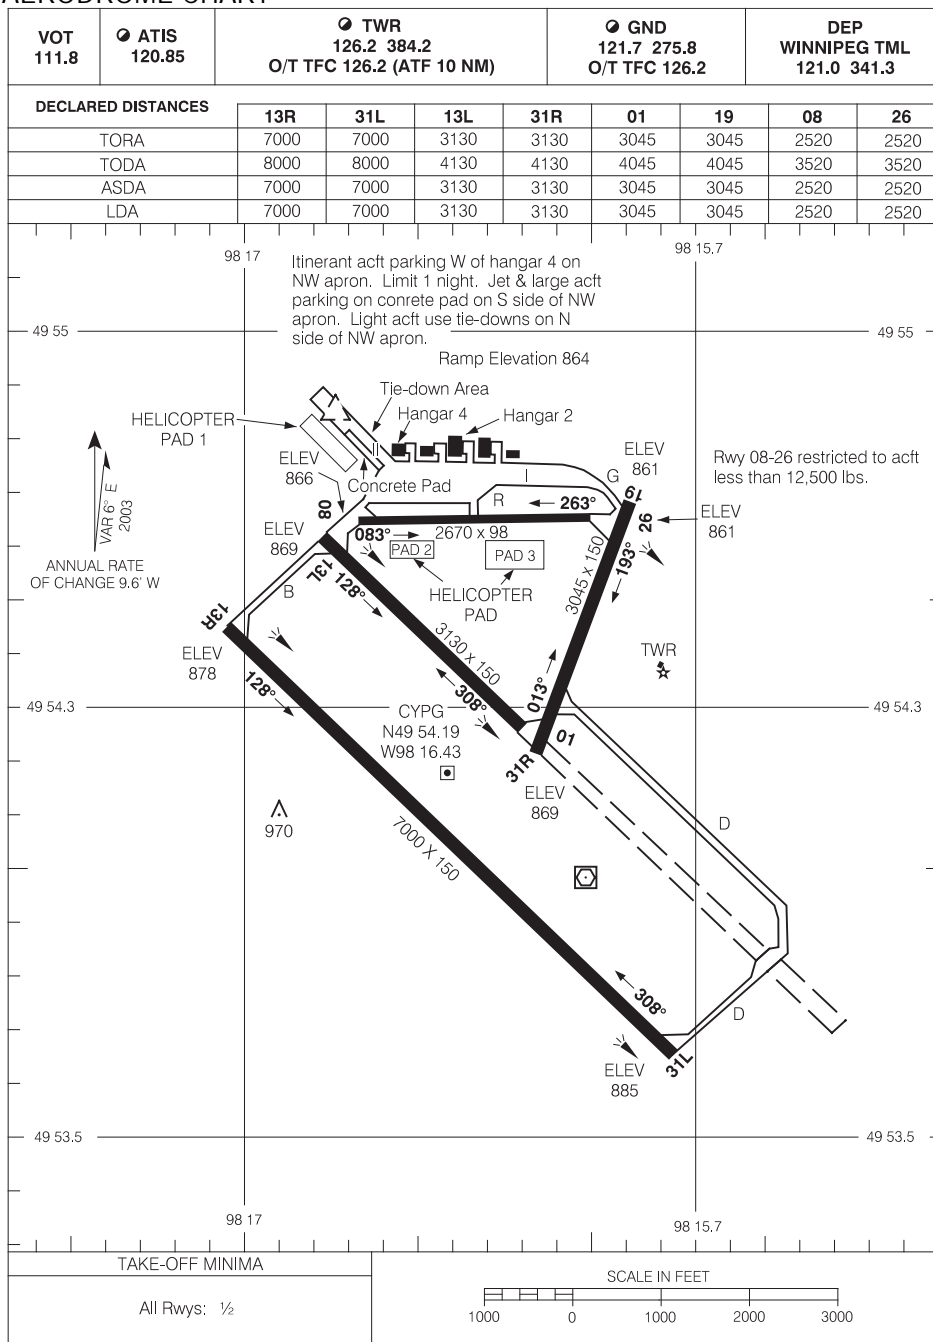 AERODROME CHART
VOT
111.8
ATIS
120.85
TWR
126.2 384.2
O/T TFC 126.2 (ATF 10 NM)
GND
121.7 275.8
O/T TFC 126.2
DEP
WINNIPEG TML
121.0 341.3
DECLARED DISTANCES 13R 31L 13L 31R 01 19 08 26
TORA 7000 7000 3130 3130 3045 3045 2520 2520
TODA 8000 8000 4130 4130 4045 4045 3520 3520
ASDA 7000 7000 3130 3130 3045 3045 2520 2520
LDA 7000 7000 3130 3130 3045 3045 2520 2520
98 17
98 15.7
Itinerant acft parking W of hangar 4 on
NW apron. Limit 1 night. Jet & large acft
parking on conrete pad on S side of NW
apron. Light acft use tie-downs on N
side of NW apron.
49 55
49 55
Ramp Elevation 864
Tie-down Area
Hangar 4
Hangar 2
HELICOPTER
PAD 1
II
ELEV
866
Concrete Pad
I
G
ELEV
861
Rwy 08-26 restricted to acft
less than 12,500 lbs.
VAR 6° E
2003
ANNUAL RATE
OF CHANGE 9.6' W
08
R
263°
19
26
ELEV
861
ELEV
869
083°
2670 x 98
PAD 2
PAD 3
HELICOPTER
PAD
193°
3045 x 150
13L
128°
B
13R
3130 x 150
TWR
ELEV
878
128°
308°
013°
49 54.3
49 54.3
CYPG
N49 54.19
W98 16.43
01
31R
ELEV
869
970
7000 X 150
D
308°
D
31L
ELEV
885
49 53.5
49 53.5
98 17
98 15.7
TAKE-OFF MINIMA
All Rwys: ½
SCALE IN FEET
1000 0 1000 2000 3000